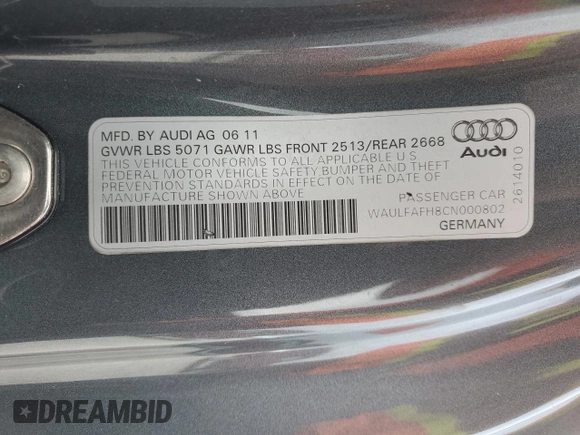 MFD. BY AUDI AG 06 11
GVWR LBS 5071 GAWR LBS FRONT 2513/REAR 2668
THIS VEHICLE CONFORMS TO ALL APPLICABLE U S
FEDERAL MOTOR VEHICLE SAFETY BUMPER AND THEFT
PREVENTION STANDARDS IN EFFECT ON THE DATE OF
MANUFACTURE SHOWN ABOVE
PASSENGER CAR
WAULFAFH8CN000802
GERMANY
Audi
2614010
DREAMBID